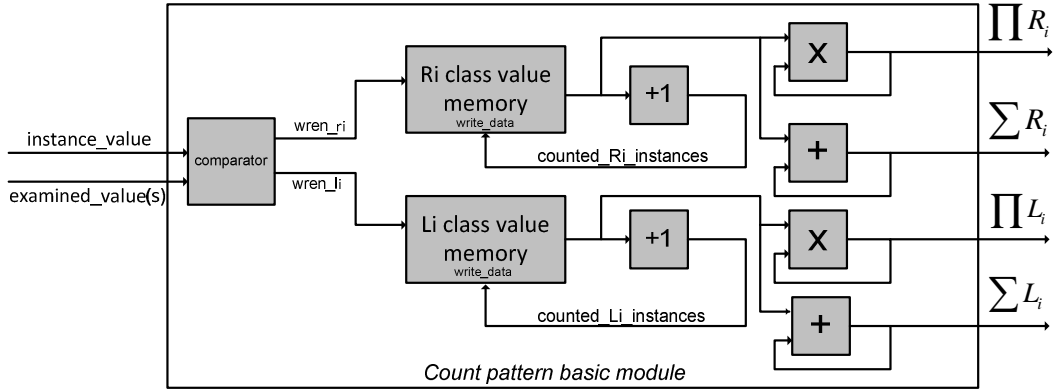 instance_value
examined_value(s)
comparator
wren_ri
wren_li
Ri class value
memory
write_data
+1
counted_Ri_instances
X
+
∏ Rᵢ
∑ Rᵢ
Li class value
memory
write_data
+1
counted_Li_instances
X
+
∏ Lᵢ
∑ Lᵢ
Count pattern basic module